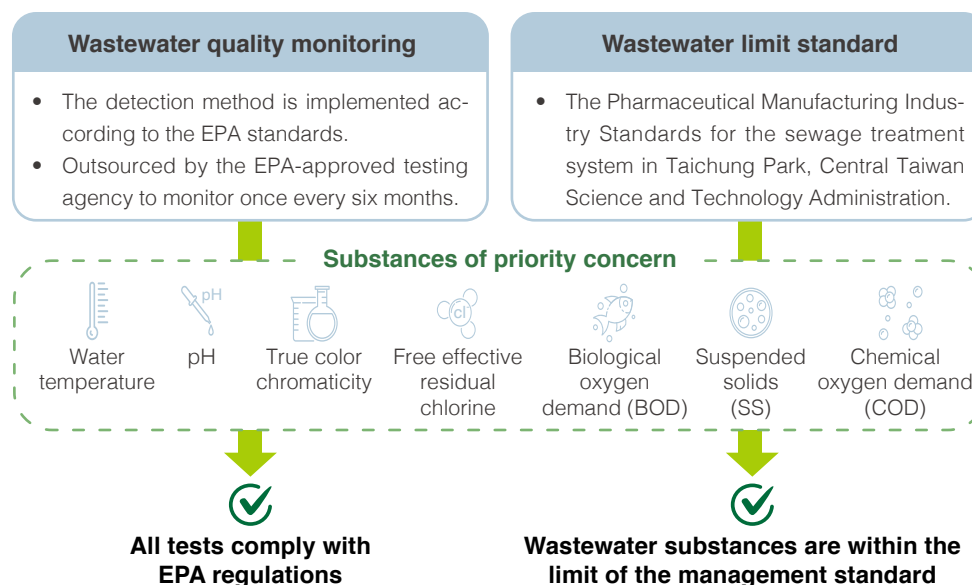 Wastewater quality monitoring
• The detection method is implemented ac-
cording to the EPA standards.
• Outsourced by the EPA-approved testing
agency to monitor once every six months.
Wastewater limit standard
• The Pharmaceutical Manufacturing Indus-
try Standards for the sewage treatment
system in Taichung Park, Central Taiwan
Science and Technology Administration.
Substances of priority concern
Water
temperature
pH
pH
True color
chromaticity
cl
Free effective
residual
chlorine
Biological
oxygen
demand (BOD)
Suspended
solids
(SS)
Chemical
oxygen demand
(COD)
All tests comply with
EPA regulations
Wastewater substances are within the
limit of the management standard